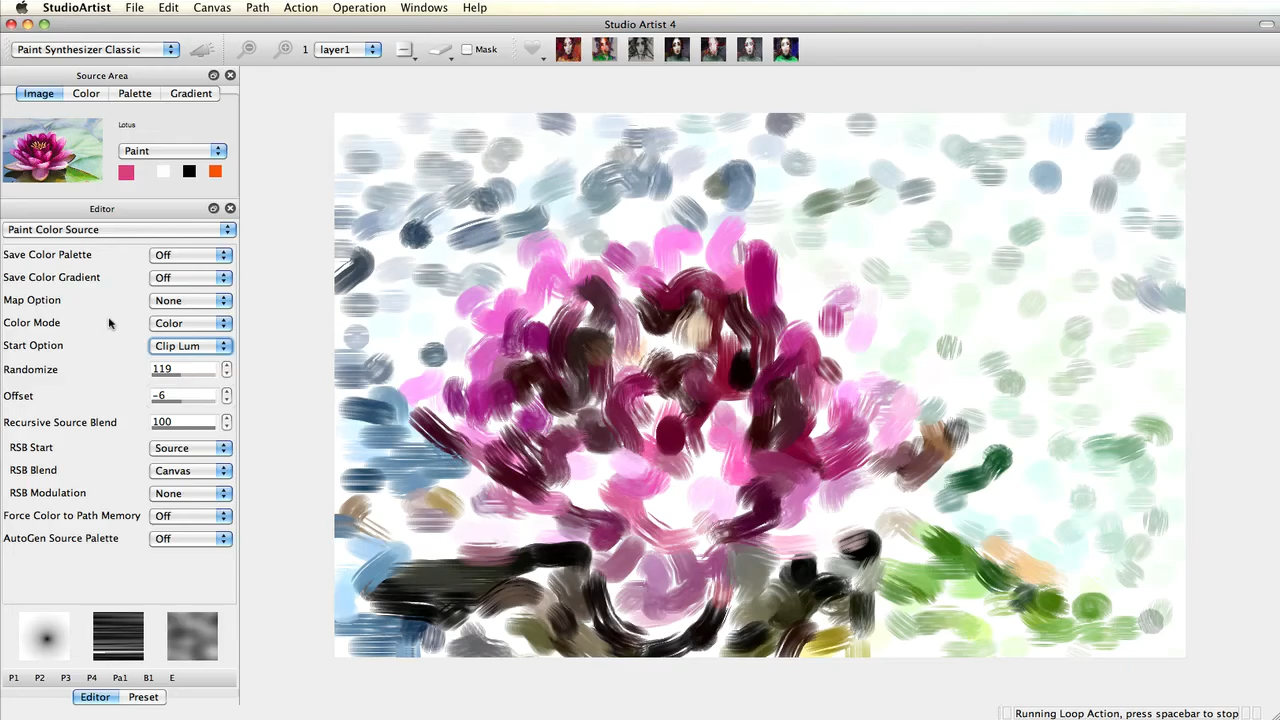 StudioArtist File Edit Canvas Path Action Operation Windows Help
Studio Artist 4
Paint Synthesizer Classic 1 layer1 Mask
Source Area
Image Color Palette Gradient
Lotus
Paint
Editor
Paint Color Source
Save Color Palette Off
Save Color Gradient Off
Map Option None
Color Mode Color
Start Option Clip Lum
Randomize 119
Offset -6
Recursive Source Blend 100
RSB Start Source
RSB Blend Canvas
RSB Modulation None
Force Color to Path Memory Off
AutoGen Source Palette Off
P1 P2 P3 P4 Pa1 B1 E
Editor Preset
Running Loop Action, press spacebar to stop